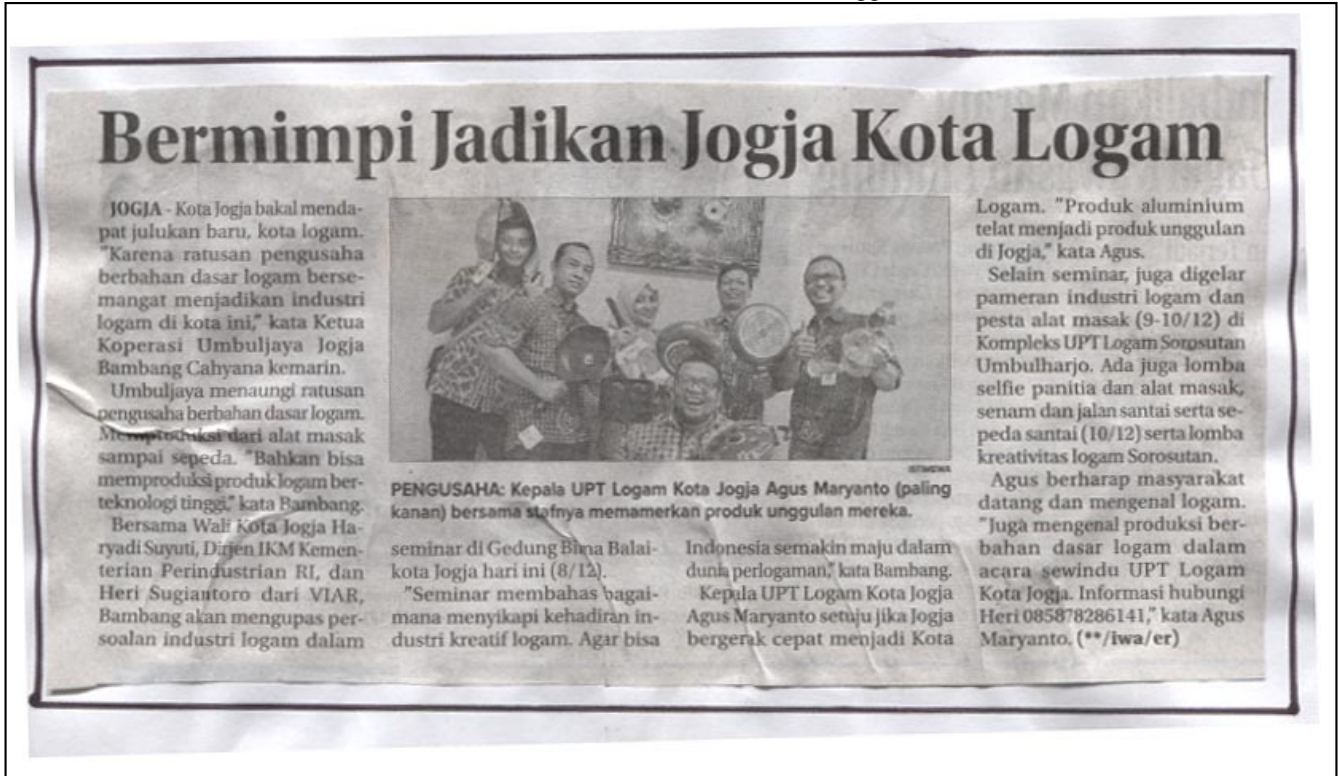 Bermimpi Jadikan Jogja Kota Logam
JOGJA - Kota Jogja bakal menda-
pat julukan baru, kota logam.
"Karena ratusan pengusaha
berbahan dasar logam berse-
mangat menjadikan industri
logam di kota ini," kata Ketua
Koperasi Umbuljaya Jogja
Bambang Cahyana kemarin.
Umbuljaya menaungi ratusan
pengusaha berbahan dasar logam.
Memproduksi dari alat masak
sampai sepeda. "Bahkan bisa
memproduksi produk logam ber-
teknologi tinggi," kata Bambang.
Bersama Wali Kota Jogja Ha-
ryadi Suyuti, Dirjen IKM Kemen-
terian Perindustrian RI, dan
Heri Sugiantoro dari VIAR,
Bambang akan mengupas per-
soalan industri logam dalam
ISTIMEWA
PENGUSAHA: Kepala UPT Logam Kota Jogja Agus Maryanto (paling
kanan) bersama stafnya memamerkan produk unggulan mereka.
seminar di Gedung Bima Balai-
kota Jogja hari ini (8/12).
"Seminar membahas bagai-
mana menyikapi kehadiran in-
dustri kreatif logam. Agar bisa
Indonesia semakin maju dalam
dunia perlogaman," kata Bambang.
Kepala UPT Logam Kota Jogja
Agus Maryanto setuju jika Jogja
bergerak cepat menjadi Kota
Logam. "Produk aluminium
telat menjadi produk unggulan
di Jogja," kata Agus.
Selain seminar, juga digelar
pameran industri logam dan
pesta alat masak (9-10/12) di
Kompleks UPT Logam Sorosutan
Umbulharjo. Ada juga lomba
selfie panitia dan alat masak,
senam dan jalan santai serta se-
peda santai (10/12) serta lomba
kreativitas logam Sorosutan.
Agus berharap masyarakat
datang dan mengenal logam.
"Juga mengenal produksi ber-
bahan dasar logam dalam
acara sewindu UPT Logam
Kota Jogja. Informasi hubungi
Heri 085878286141," kata Agus
Maryanto. (**/iwa/er)